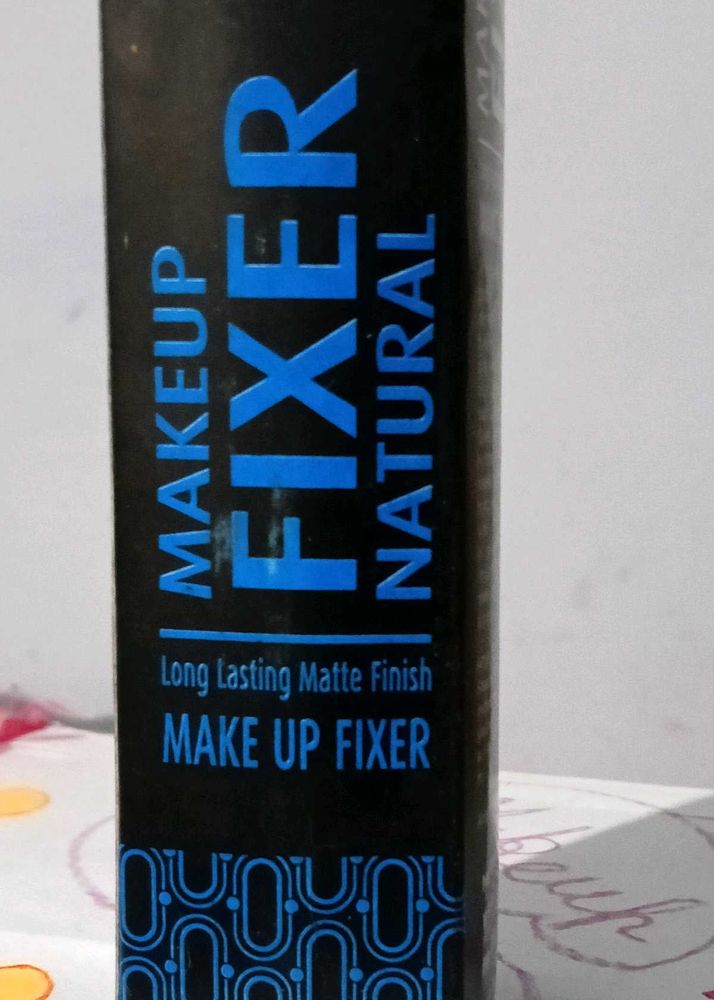 MAKEUP
FIXER
NATURAL
Long Lasting Matte Finish
MAKE UP FIXER